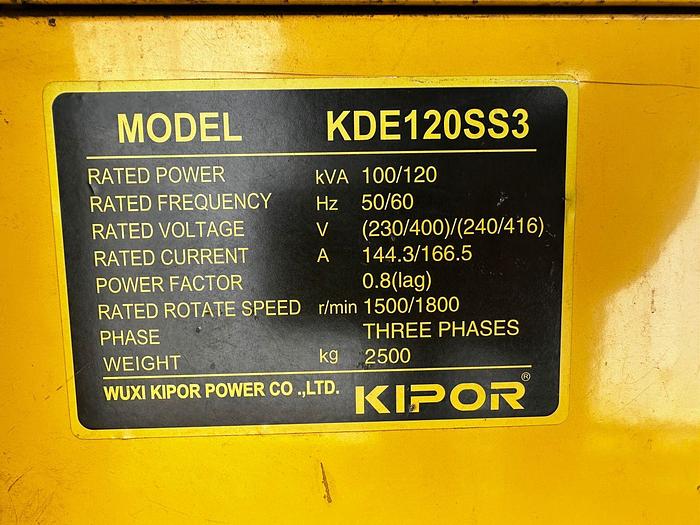 MODEL KDE120SS3
RATED POWER kVA 100/120
RATED FREQUENCY Hz 50/60
RATED VOLTAGE V (230/400)/(240/416)
RATED CURRENT A 144.3/166.5
POWER FACTOR 0.8(lag)
RATED ROTATE SPEED r/min 1500/1800
PHASE THREE PHASES
WEIGHT kg 2500
WUXI KIPOR POWER CO .,LTD. KIPOR®